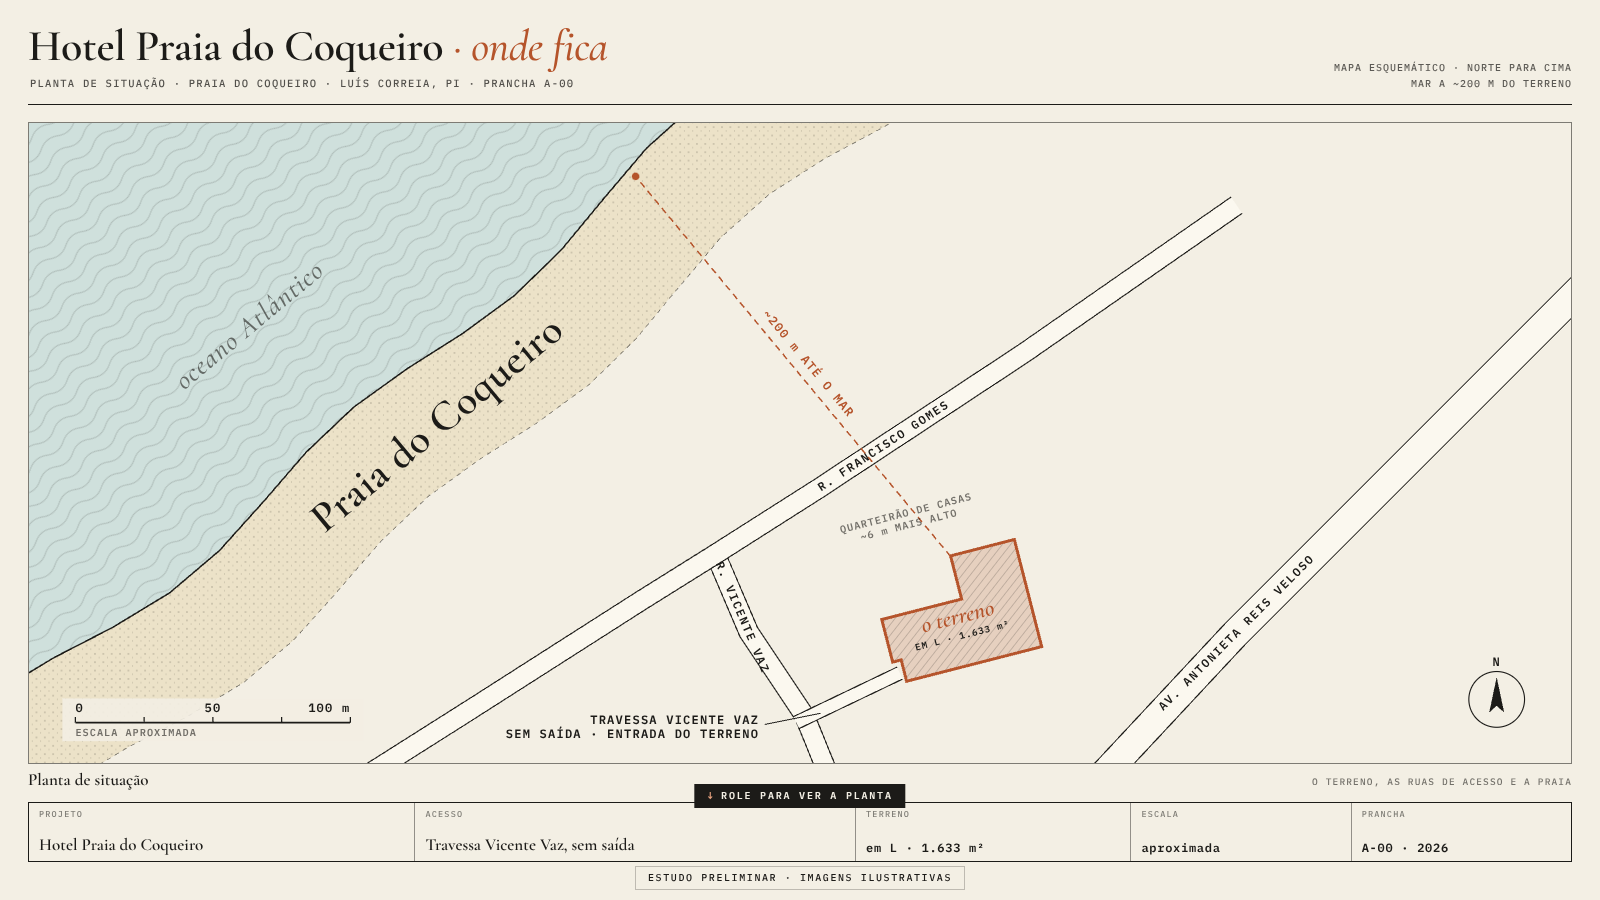 Hotel Praia do Coqueiro · onde fica
PLANTA DE SITUAÇÃO · PRAIA DO COQUEIRO · LUÍS CORREIA, PI · PRANCHA A-00
MAPA ESQUEMÁTICO · NORTE PARA CIMA
MAR A ~200 M DO TERRENO
oceano Atlântico
Praia do Coqueiro
~200 m ATÉ O MAR
R. FRANCISCO GOMES
QUARTEIRÃO DE CASAS
~6 m MAIS ALTO
R. VICENTE VAZ
o terreno
EM L · 1.633 m²
AV. ANTONIETA REIS VELOSO
TRAVESSA VICENTE VAZ
SEM SAÍDA · ENTRADA DO TERRENO
0 50 100 m
ESCALA APROXIMADA
N
Planta de situação
O TERRENO, AS RUAS DE ACESSO E A PRAIA
↓ ROLE PARA VER A PLANTA
PROJETO
Hotel Praia do Coqueiro
ACESSO
Travessa Vicente Vaz, sem saída
TERRENO
em L · 1.633 m²
ESCALA
aproximada
PRANCHA
A-00 · 2026
ESTUDO PRELIMINAR · IMAGENS ILUSTRATIVAS